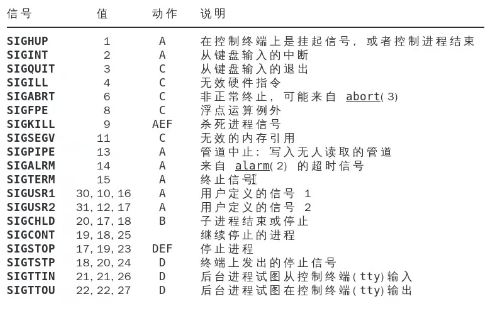 信号 值 动作 说明
SIGHUP 1 A 在控制终端上是挂起信号, 或者控制进程结束
SIGINT 2 A 从键盘输入的中断
SIGQUIT 3 C 从键盘输入的退出
SIGILL 4 C 无效硬件指令
SIGABRT 6 C 非正常终止, 可能来自 abort(3)
SIGFPE 8 C 浮点运算例外
SIGKILL 9 AEF 杀死进程信号
SIGSEGV 11 C 无效的内存引用
SIGPIPE 13 A 管道中止: 写入无人读取的管道
SIGALRM 14 A 来自 alarm(2) 的超时信号
SIGTERM 15 A 终止信号
SIGUSR1 30, 10, 16 A 用户定义的信号 1
SIGUSR2 31, 12, 17 A 用户定义的信号 2
SIGCHLD 20, 17, 18 B 子进程结束或停止
SIGCONT 19, 18, 25 继续停止的进程
SIGSTOP 17, 19, 23 DEF 停止进程
SIGTSTP 18, 20, 24 D 终端上发出的停止信号
SIGTTIN 21, 21, 26 D 后台进程试图从控制终端(tty)输入
SIGTTOU 22, 22, 27 D 后台进程试图在控制终端(tty)输出